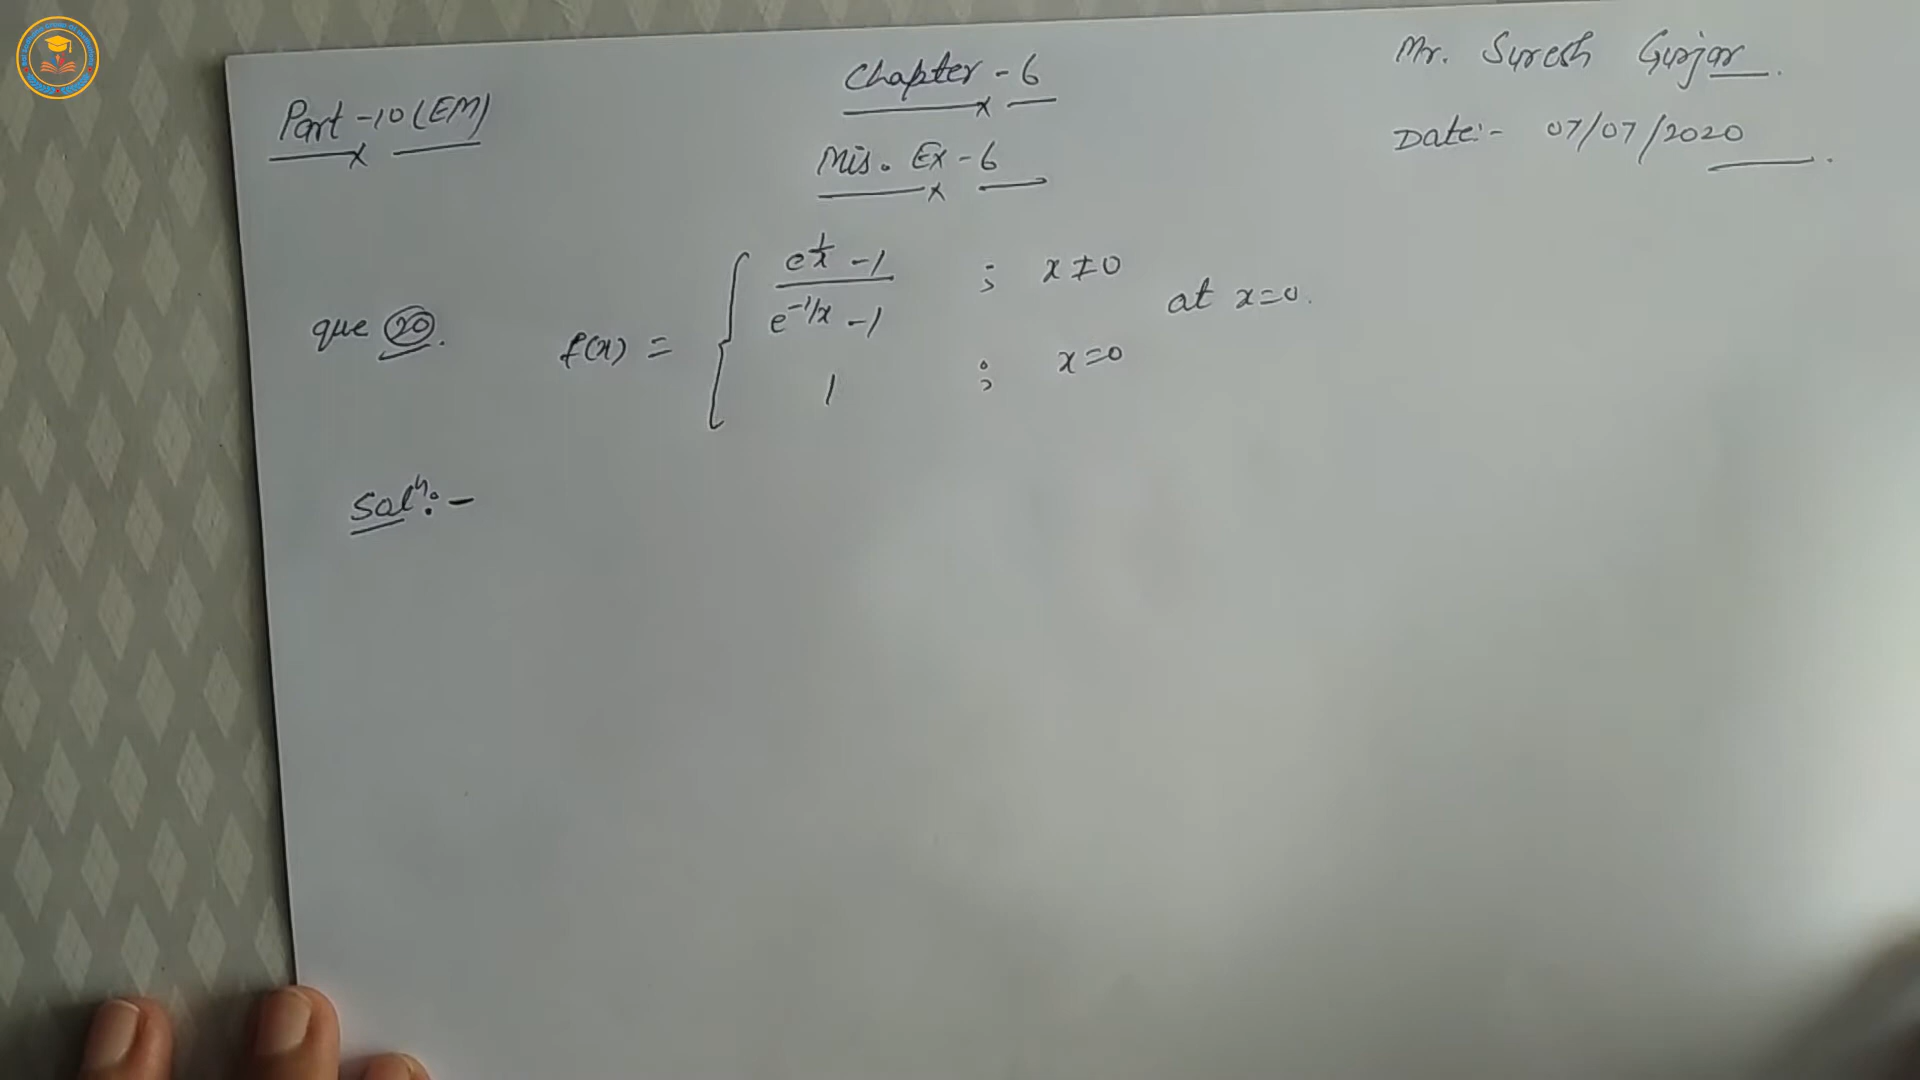 Mr. Suresh Gurjar.
Part-10(EM)
Chapter-6
Date:- 07/07/2020.
Mis. Ex-6
que 20. f(x) = { (e^{1/x} -1)/(e^{-1/x} -1) ; x≠0
1 ; x=0
at x=0.
Solⁿ:-